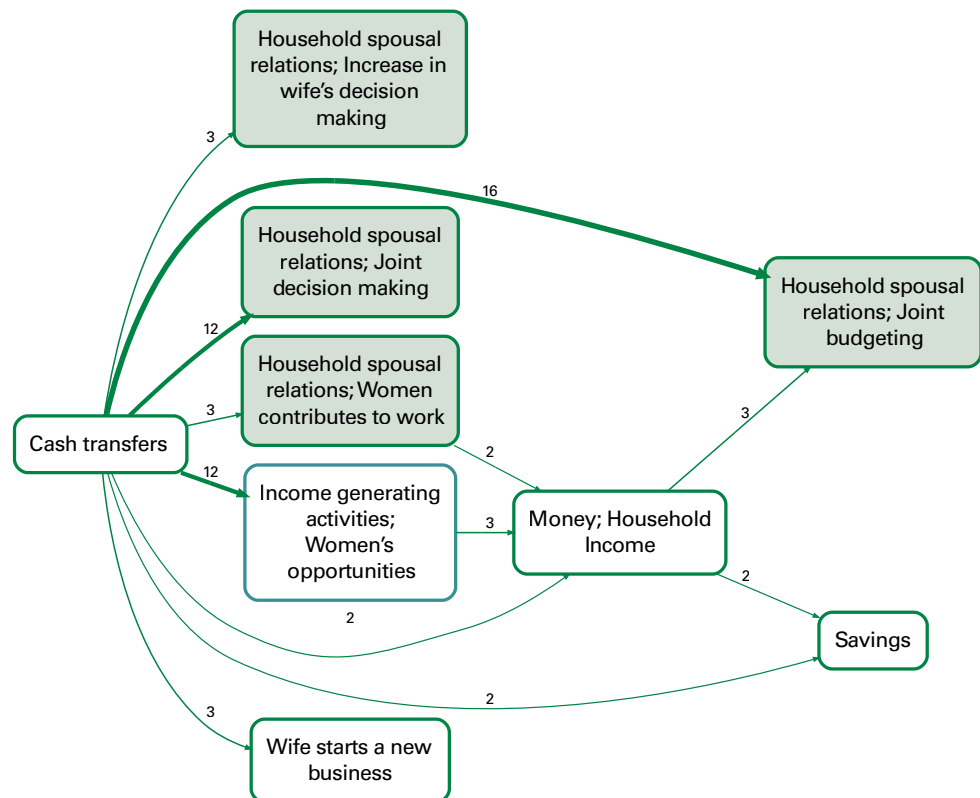 Household spousal
relations; Increase in
wife's decision
making
3
16
Household spousal
relations; Joint
decision making
Household spousal
relations; Joint
budgeting
12
Household spousal
relations; Women
contributes to work
3
3
Cash transfers
2
12
Income generating
activities;
Women's
opportunities
3
Money; Household
Income
2
2
Savings
2
3
Wife starts a new
business